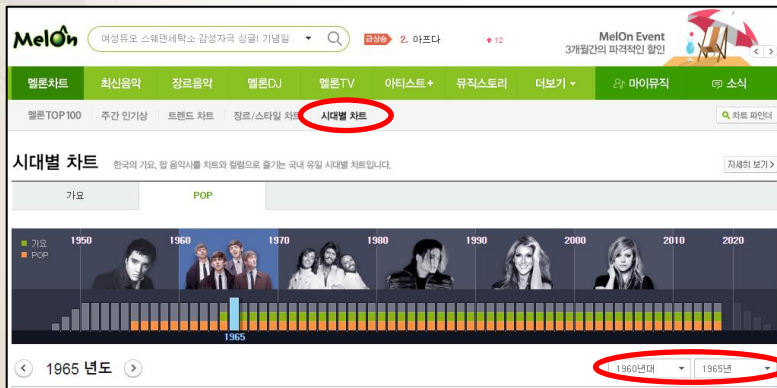 MelOn 여성듀오 스웨덴세탁소 감성자극 싱글! 기념일 급상승 2. 아프다 12 MelOn Event
3개월간의 파격적인 할인
멜론차트 최신음악 장르음악 멜론DJ 멜론TV 아티스트+ 뮤직스토리 더보기 마이뮤직 소식
멜론TOP100 주간 인기상 트렌드 차트 장르/스타일 차트 시대별 차트 차트 파인더
시대별 차트 한국의 가요, 팝 음악사를 차트와 컬럼으로 즐기는 국내 유일 시대별 차트입니다. 자세히 보기 >
가요 POP
가요 1950 1960 1970 1980 1990 2000 2010 2020
POP
1965
1965 년도 1960년대 1965년